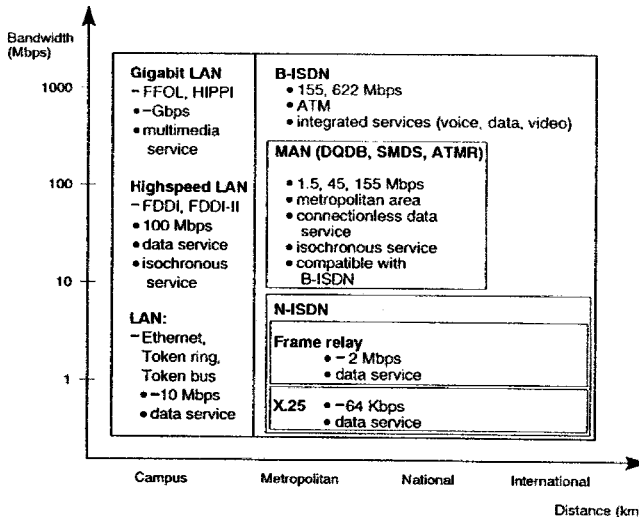 Bandwidth
(Mbps)
1000
100
10
1
Gigabit LAN
– FFOL, HIPPI
• ~Gbps
• multimedia
service
Highspeed LAN
– FDDI, FDDI-II
• 100 Mbps
• data service
• isochronous
service
LAN:
– Ethernet,
Token ring,
Token bus
• ~10 Mbps
• data service
B-ISDN
• 155, 622 Mbps
• ATM
• integrated services (voice, data, video)
MAN (DQDB, SMDS, ATMR)
• 1.5, 45, 155 Mbps
• metropolitan area
• connectionless data
service
• isochronous service
• compatible with
B-ISDN
N-ISDN
Frame relay
• ~2 Mbps
• data service
X.25 • ~64 Kbps
• data service
Campus Metropolitan National International
Distance (km